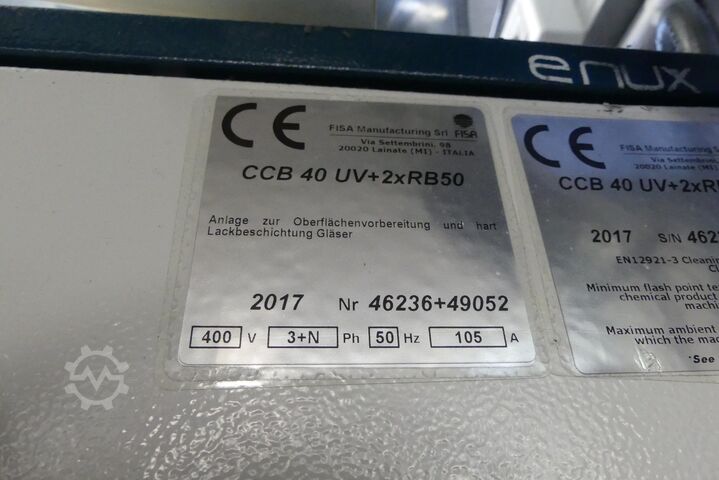 enux
CE
FISA Manufacturing Srl FISA
Via Settembrini, 98
20020 Lainate (MI) - ITALIA
CCB 40 UV+2xRB50
Anlage zur Oberflächenvorbereitung und hart
Lackbeschichtung Gläser
2017 Nr 46236+49052
400 V 3+N Ph 50 Hz 105 A
CE
FISA Manufacturing
Via Settembrini
20020 Lainate (MI)
CCB 40 UV+2xR
2017 S/N 462
EN12921-3 Cleanin
Minimum flash point te
chemical product
machi
Maximum ambient
which the ma
*See